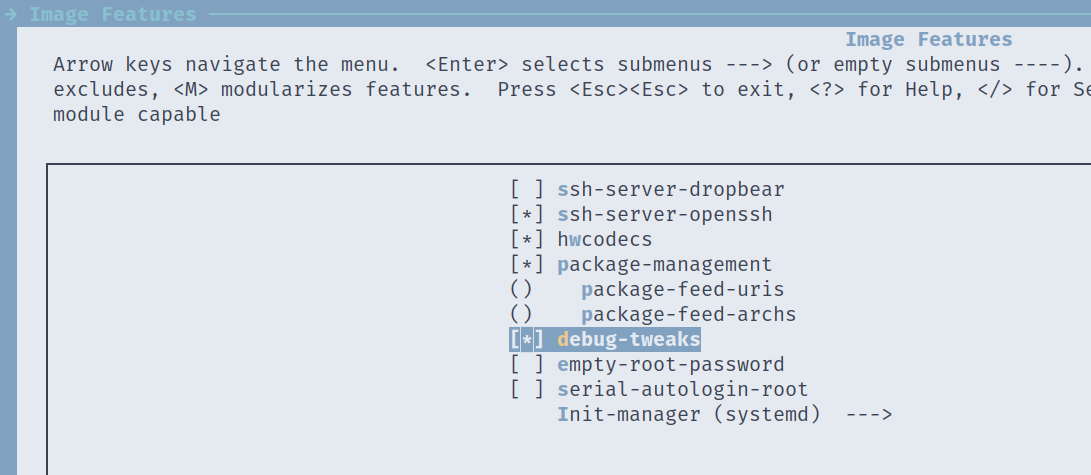 → Image Features
Image Features
Arrow keys navigate the menu.  <Enter> selects submenus ---> (or empty submenus ----).
excludes, <M> modularizes features.  Press <Esc><Esc> to exit, <?> for Help, </> for Se
module capable
[ ] ssh-server-dropbear
[*] ssh-server-openssh
[*] hwcodecs
[*] package-management
()    package-feed-uris
()    package-feed-archs
[*] debug-tweaks
[ ] empty-root-password
[ ] serial-autologin-root
Init-manager (systemd)  --->